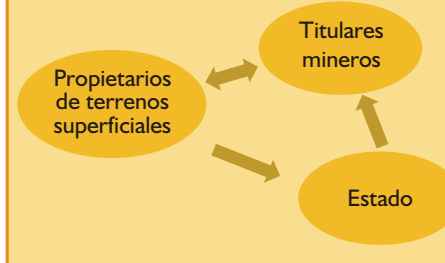 Titulares
mineros
Propietarios
de terrenos
superficiales
Estado